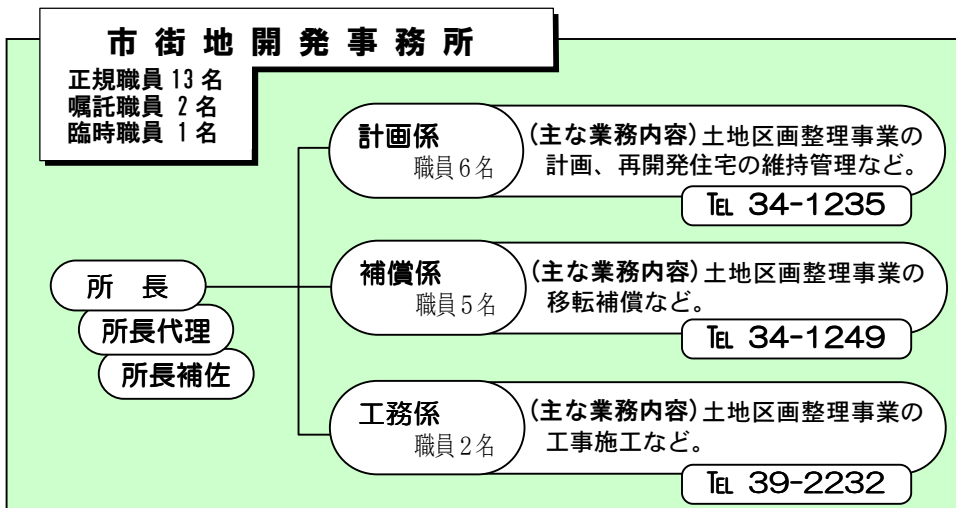 市街地開発事務所
正規職員 13 名
嘱託職員 2 名
臨時職員 1 名
計画係
職員6名
(主な業務内容)土地区画整理事業の
計画、再開発住宅の維持管理など。
℡ 34-1235
所 長
所長代理
所長補佐
補償係
職員5名
(主な業務内容)土地区画整理事業の
移転補償など。
℡ 34-1249
工務係
職員2名
(主な業務内容)土地区画整理事業の
工事施工など。
℡ 39-2232